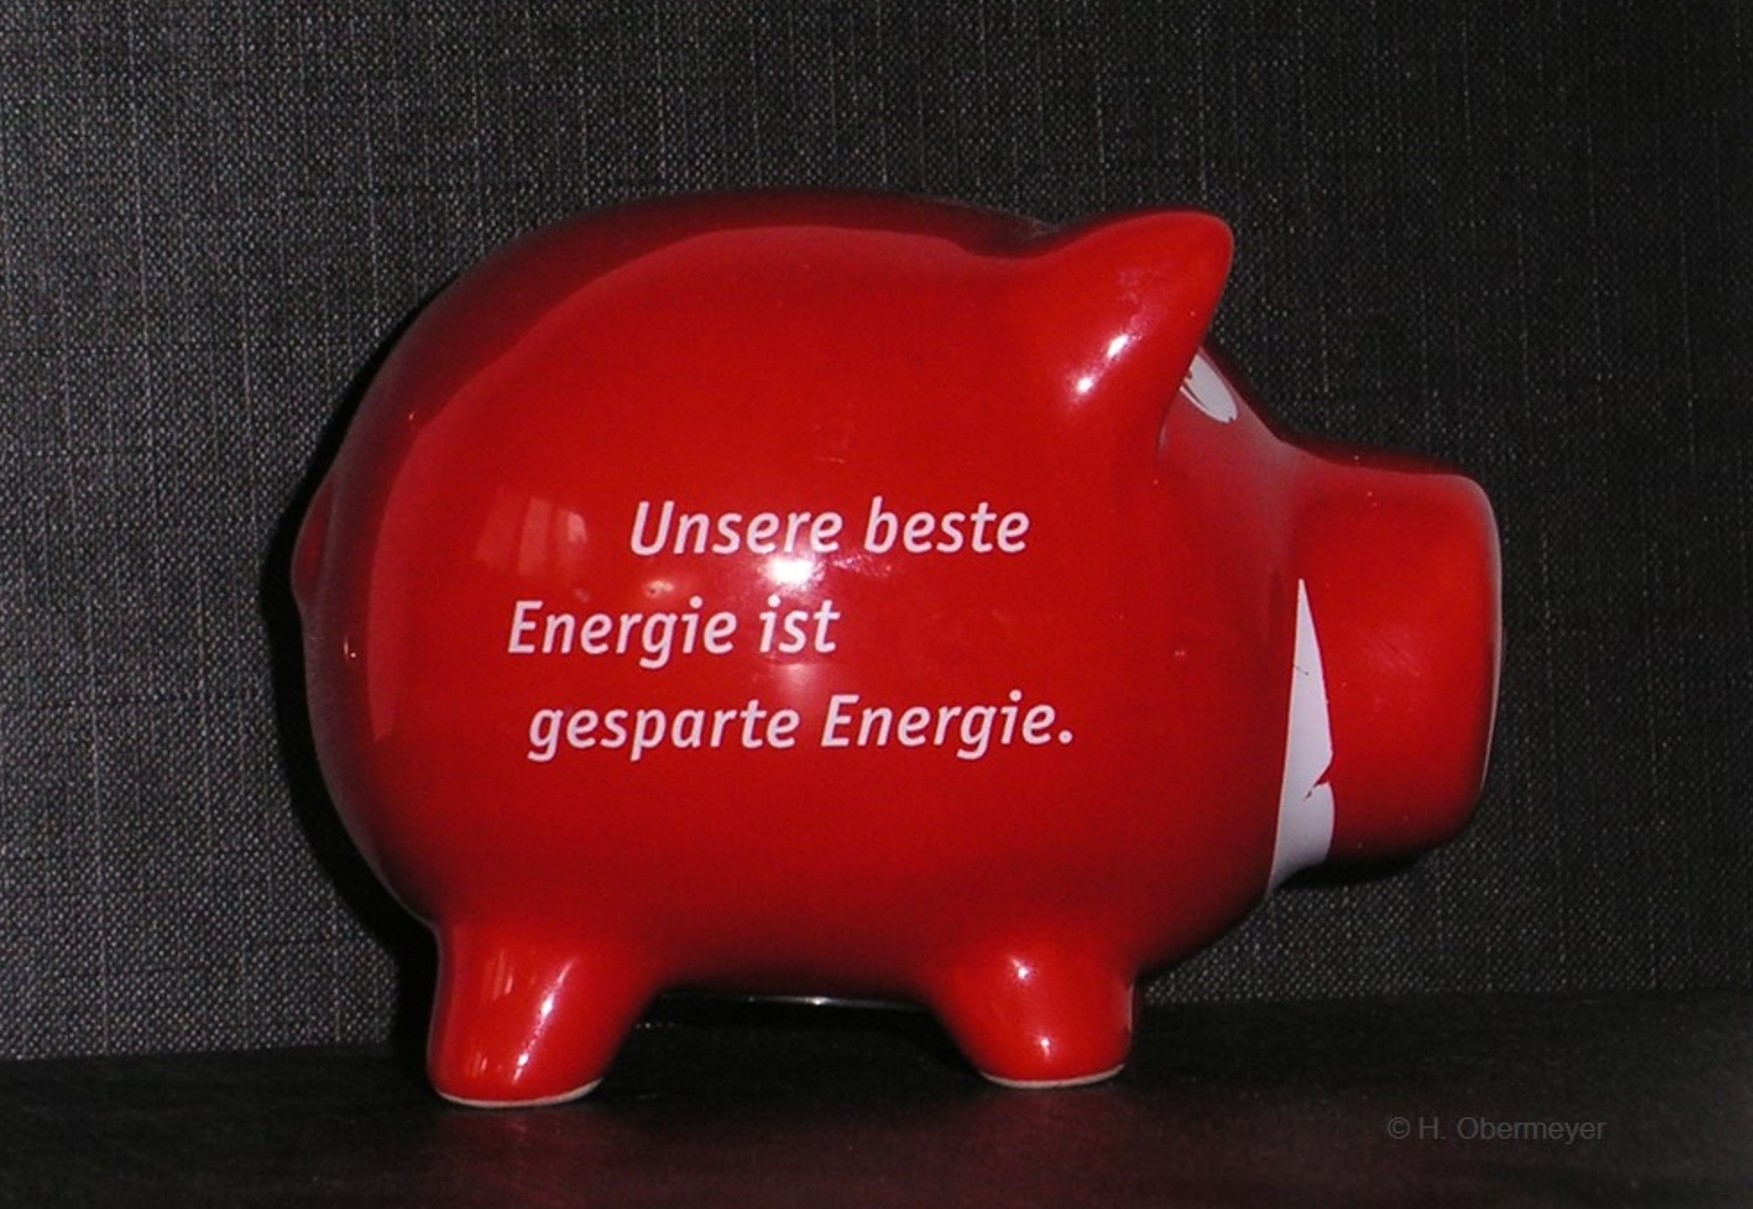 Unsere beste
Energie ist
gesparte Energie.
© H. Obermeyer